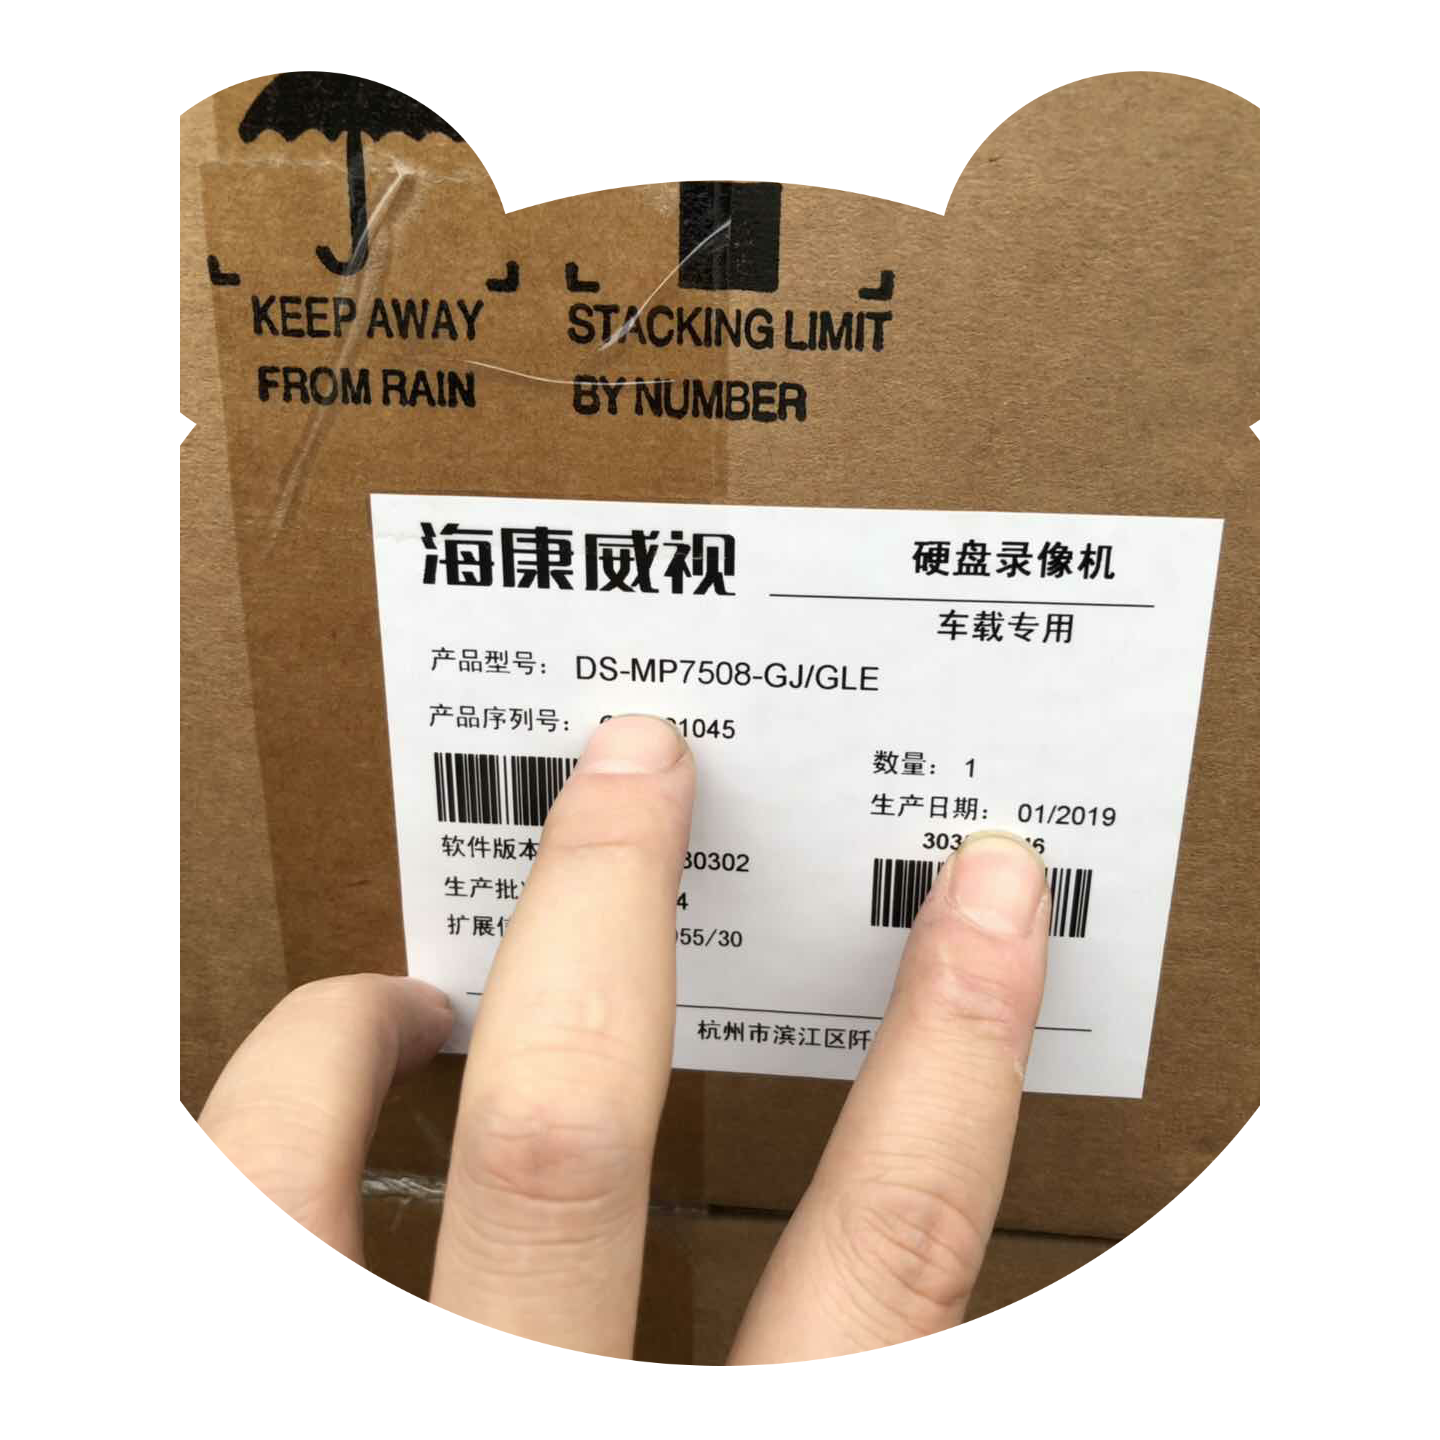 KEEP AWAY
FROM RAIN
STACKING LIMIT
BY NUMBER
海康威视
硬盘录像机
车载专用
产品型号： DS-MP7508-GJ/GLE
产品序列号： 1045
数量： 1
生产日期： 01/2019
软件版本 30302
生产批 4
扩展 055/30
杭州市滨江区阡